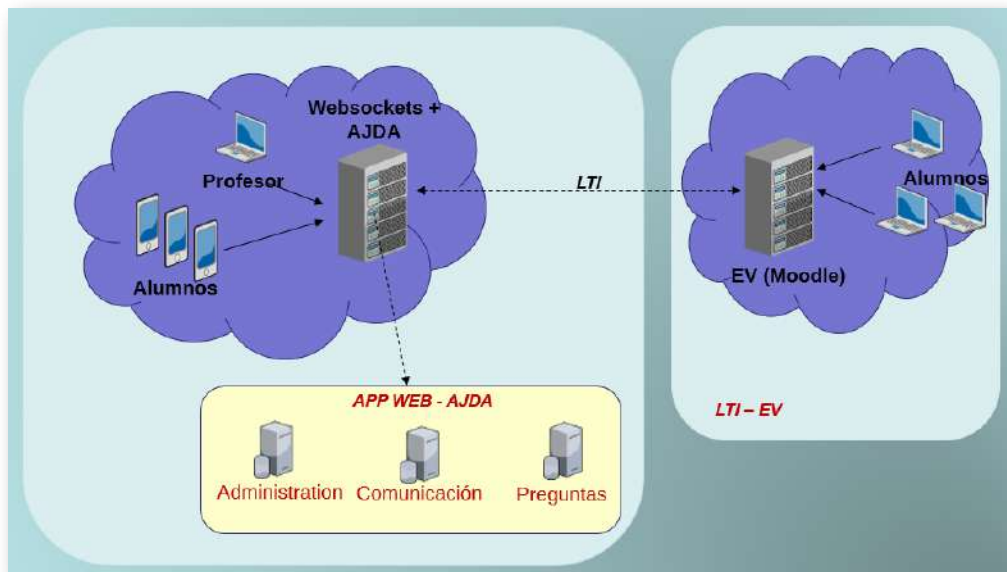 Websockets +
AJDA
Profesor
Alumnos
LTI
EV (Moodle)
Alumnos
APP WEB - AJDA
Administration
Comunicación
Preguntas
LTI – EV